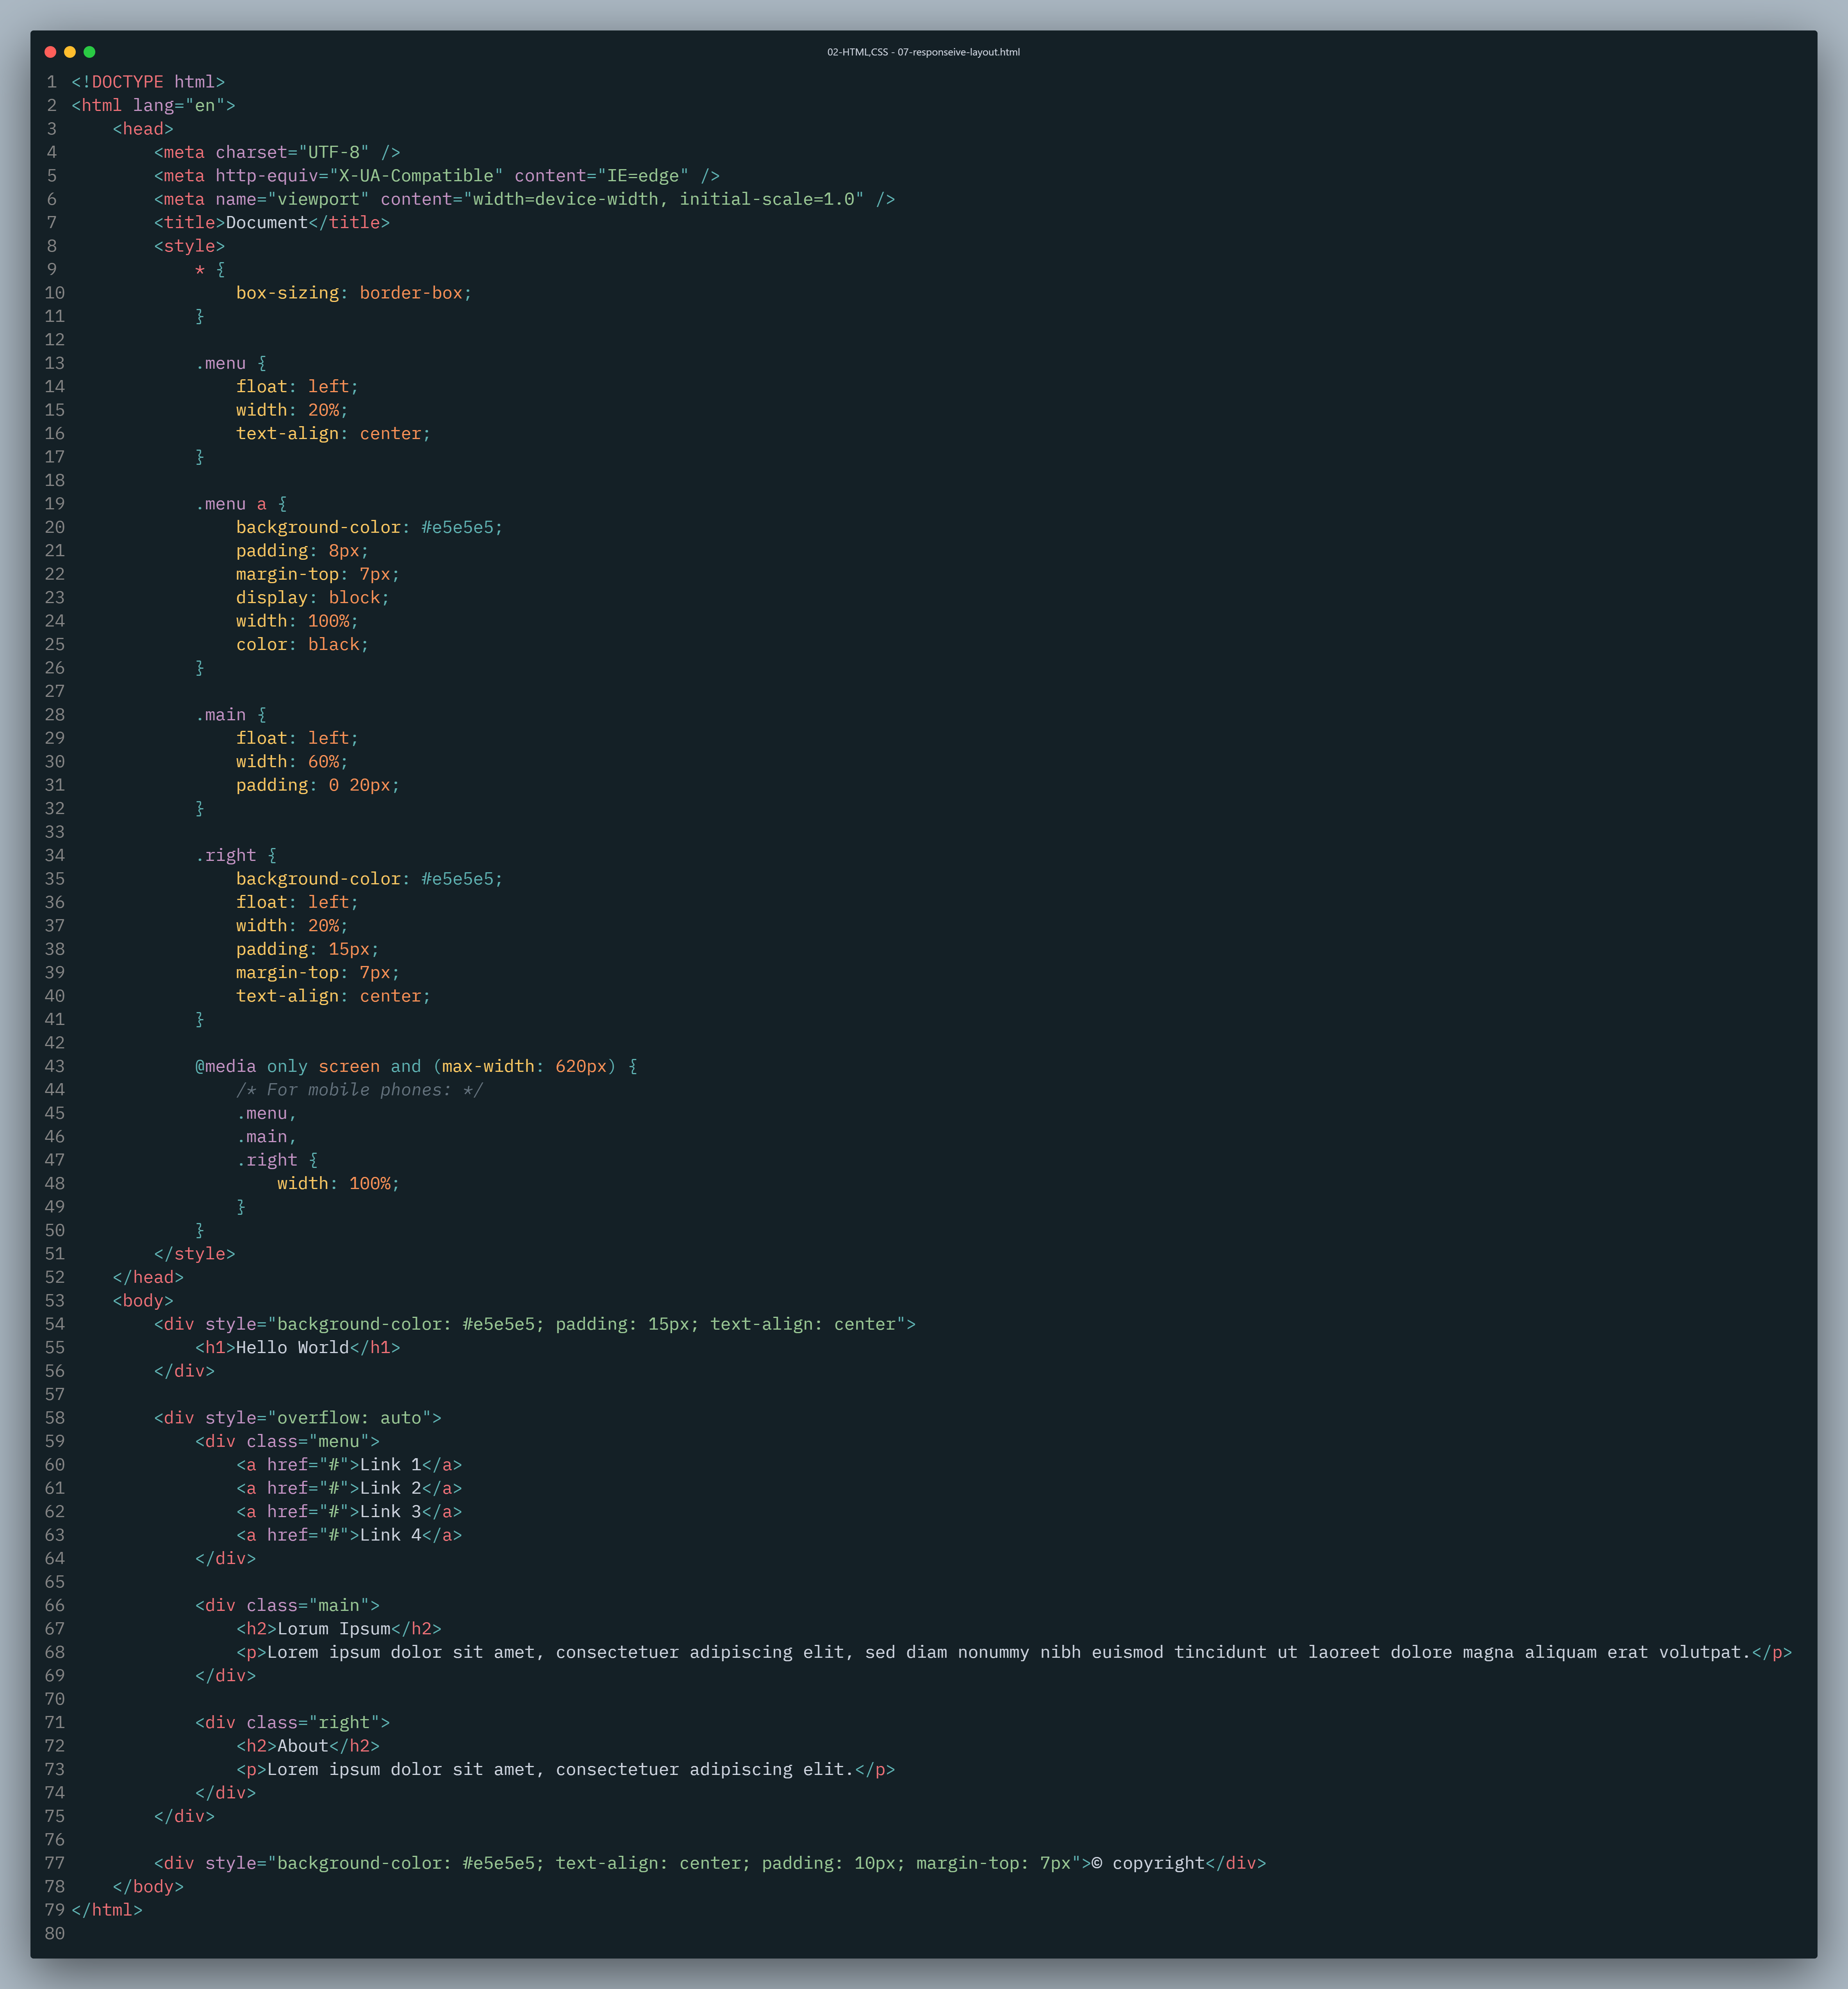 02-HTML,CSS - 07-responseive-layout.html
1 <!DOCTYPE html>
2 <html lang="en">
3     <head>
4         <meta charset="UTF-8" />
5         <meta http-equiv="X-UA-Compatible" content="IE=edge" />
6         <meta name="viewport" content="width=device-width, initial-scale=1.0" />
7         <title>Document</title>
8         <style>
9             * {
10                 box-sizing: border-box;
11             }
12
13             .menu {
14                 float: left;
15                 width: 20%;
16                 text-align: center;
17             }
18
19             .menu a {
20                 background-color: #e5e5e5;
21                 padding: 8px;
22                 margin-top: 7px;
23                 display: block;
24                 width: 100%;
25                 color: black;
26             }
27
28             .main {
29                 float: left;
30                 width: 60%;
31                 padding: 0 20px;
32             }
33
34             .right {
35                 background-color: #e5e5e5;
36                 float: left;
37                 width: 20%;
38                 padding: 15px;
39                 margin-top: 7px;
40                 text-align: center;
41             }
42
43             @media only screen and (max-width: 620px) {
44                 /* For mobile phones: */
45                 .menu,
46                 .main,
47                 .right {
48                     width: 100%;
49                 }
50             }
51         </style>
52     </head>
53     <body>
54         <div style="background-color: #e5e5e5; padding: 15px; text-align: center">
55             <h1>Hello World</h1>
56         </div>
57
58         <div style="overflow: auto">
59             <div class="menu">
60                 <a href="#">Link 1</a>
61                 <a href="#">Link 2</a>
62                 <a href="#">Link 3</a>
63                 <a href="#">Link 4</a>
64             </div>
65
66             <div class="main">
67                 <h2>Lorum Ipsum</h2>
68                 <p>Lorem ipsum dolor sit amet, consectetuer adipiscing elit, sed diam nonummy nibh euismod tincidunt ut laoreet dolore magna aliquam erat volutpat.</p>
69             </div>
70
71             <div class="right">
72                 <h2>About</h2>
73                 <p>Lorem ipsum dolor sit amet, consectetuer adipiscing elit.</p>
74             </div>
75         </div>
76
77         <div style="background-color: #e5e5e5; text-align: center; padding: 10px; margin-top: 7px">© copyright</div>
78     </body>
79 </html>
80